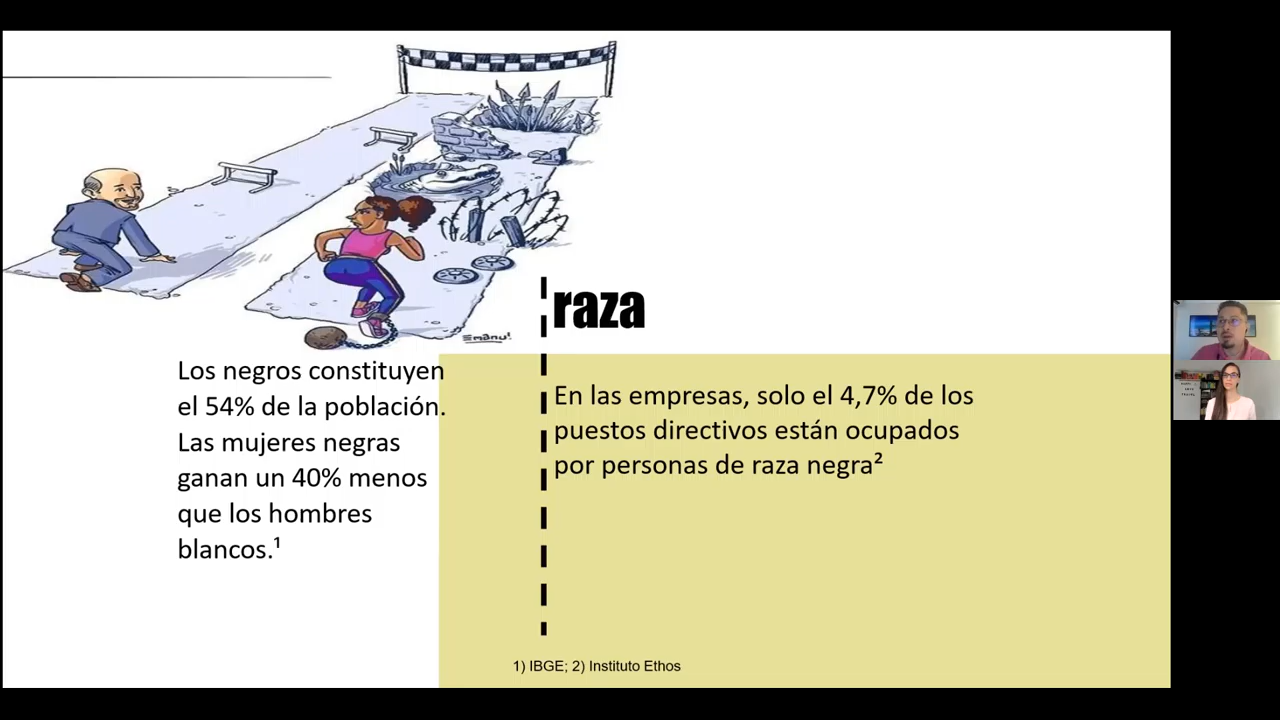 Emanu!
raza
Los negros constituyen
el 54% de la población.
Las mujeres negras
ganan un 40% menos
que los hombres
blancos.¹
En las empresas, solo el 4,7% de los
puestos directivos están ocupados
por personas de raza negra²
1) IBGE; 2) Instituto Ethos